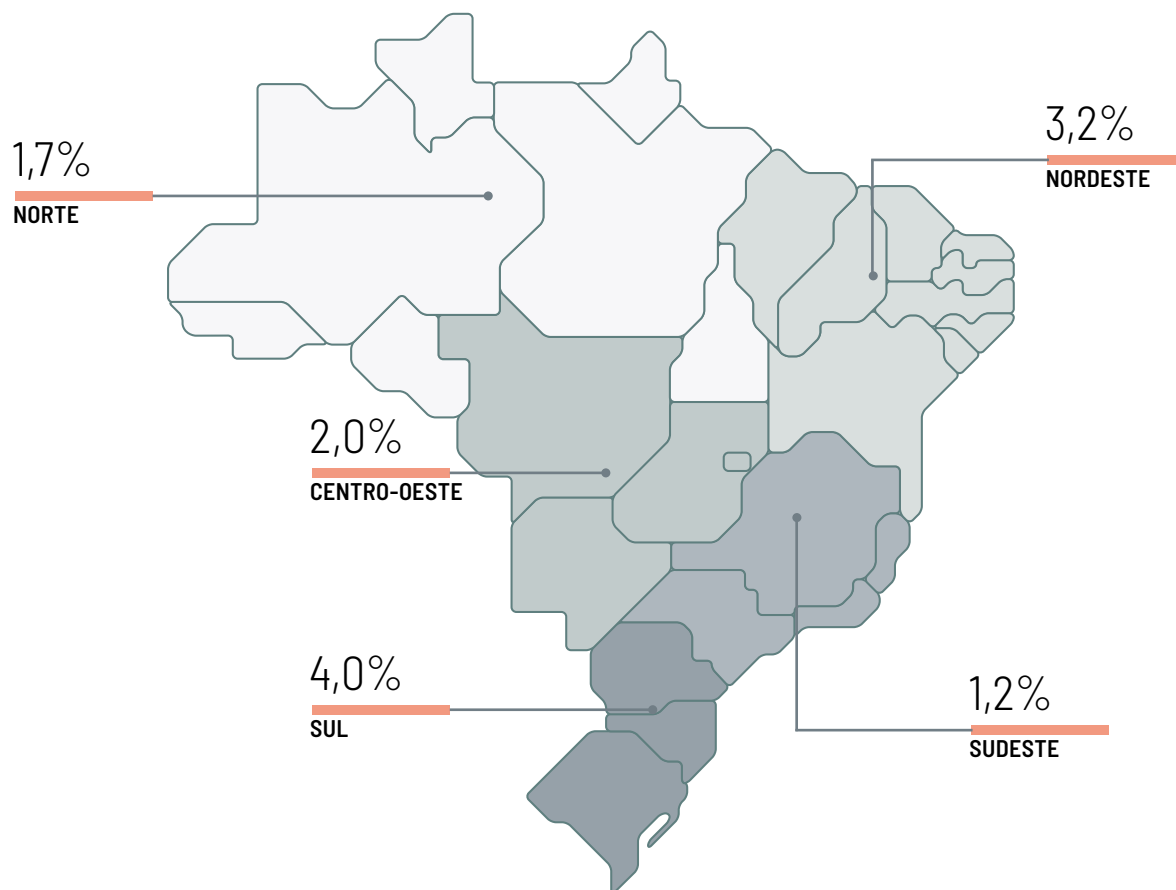 3,2%
NORDESTE
1,7%
NORTE
2,0%
CENTRO-OESTE
4,0%
SUL
1,2%
SUDESTE